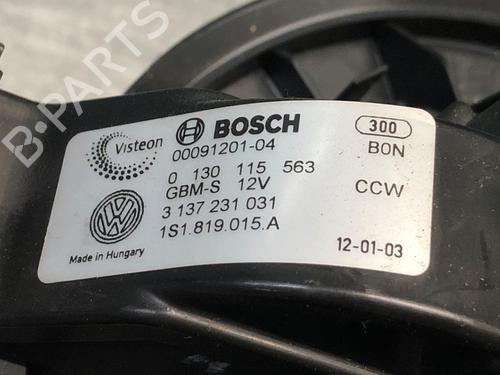 B-PARTS
Visteon
BOSCH
300
00091201-04
B0N
0 130 115 563
GBM-S 12V
CCW
3 137 231 031
1S1.819.015.A
Made in Hungary
12-01-03